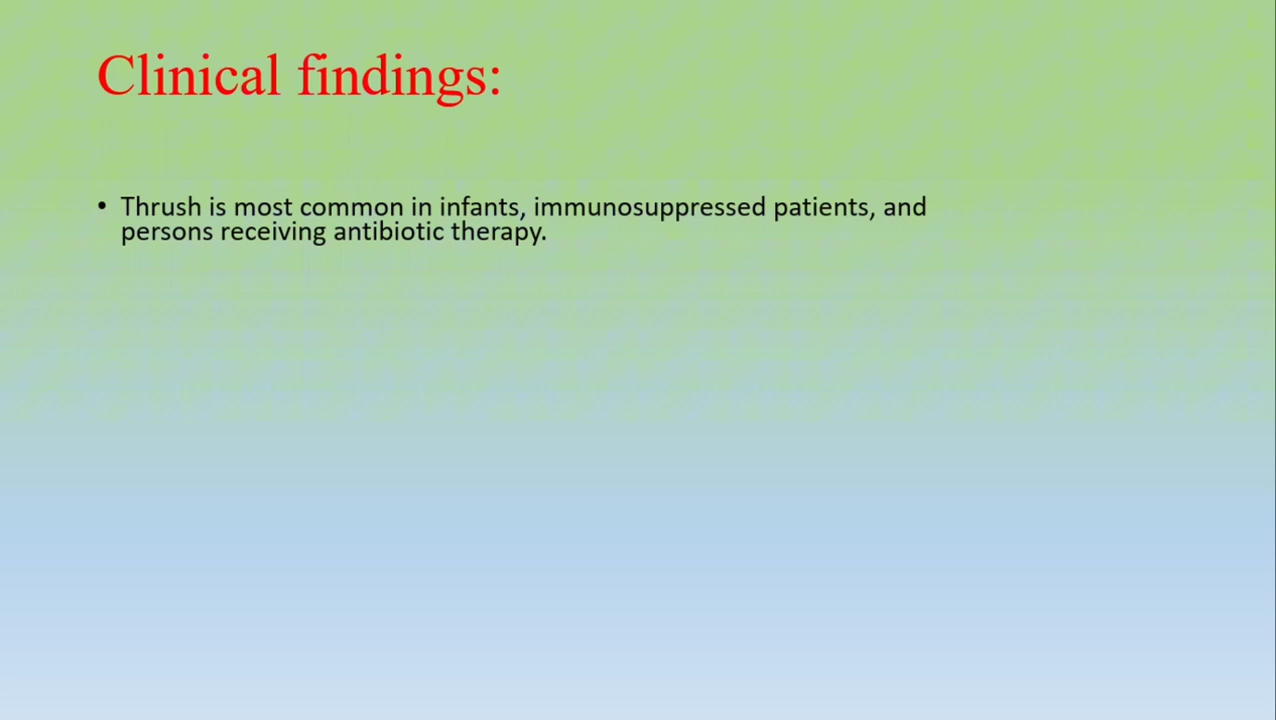 Clinical findings:
• Thrush is most common in infants, immunosuppressed patients, and
persons receiving antibiotic therapy.